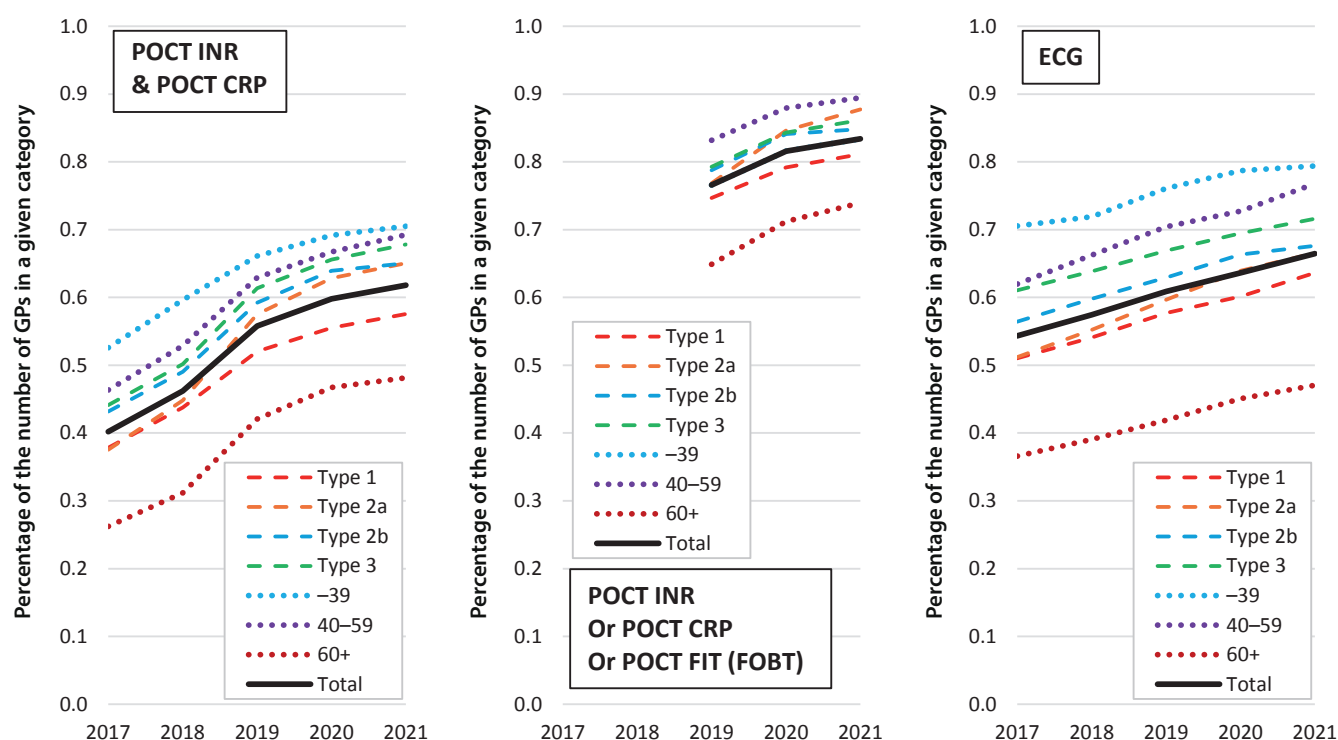 Percentage of the number of GPs in a given category
1.0
0.9
0.8
0.7
0.6
0.5
0.4
0.3
0.2
0.1
0.0
POCT INR
& POCT CRP
Type 1
Type 2a
Type 2b
Type 3
–39
40–59
60+
Total
2017 2018 2019 2020 2021
Percentage of the number of GPs in a given category
1.0
0.9
0.8
0.7
0.6
0.5
0.4
0.3
0.2
0.1
0.0
Type 1
Type 2a
Type 2b
Type 3
–39
40–59
60+
Total
POCT INR
Or POCT CRP
Or POCT FIT (FOBT)
2017 2018 2019 2020 2021
Percentage of the number of GPs in a given category
1.0
0.9
0.8
0.7
0.6
0.5
0.4
0.3
0.2
0.1
0.0
ECG
Type 1
Type 2a
Type 2b
Type 3
–39
40–59
60+
Total
2017 2018 2019 2020 2021